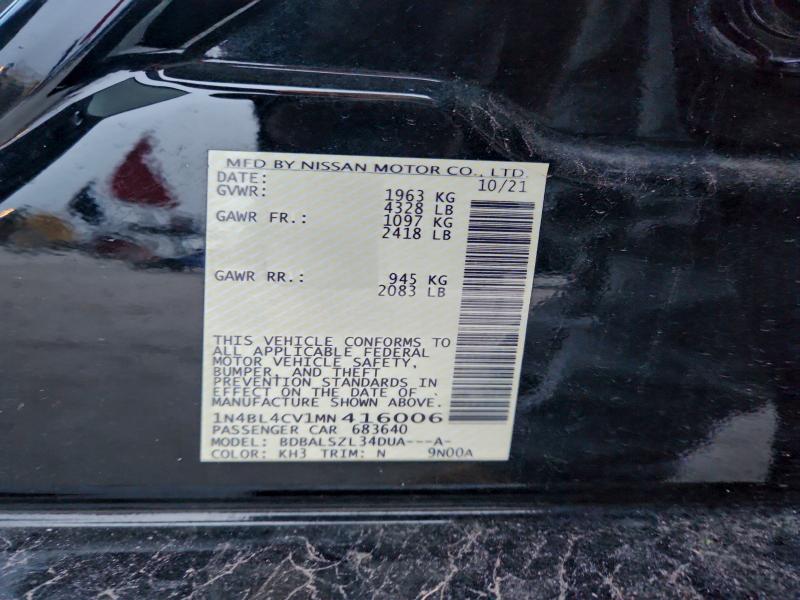 MFD BY NISSAN MOTOR CO., LTD.
DATE: 10/21
GVWR: 1963 KG
4328 LB
GAWR FR.: 1097 KG
2418 LB
GAWR RR.: 945 KG
2083 LB
THIS VEHICLE CONFORMS TO
ALL APPLICABLE FEDERAL
MOTOR VEHICLE SAFETY,
BUMPER, AND THEFT
PREVENTION STANDARDS IN
EFFECT ON THE DATE OF
MANUFACTURE SHOWN ABOVE.
1N4BL4CV1MN416006
PASSENGER CAR 683640
MODEL: BDBALSZL34DUA---A-
COLOR: KH3 TRIM: N 9N00A